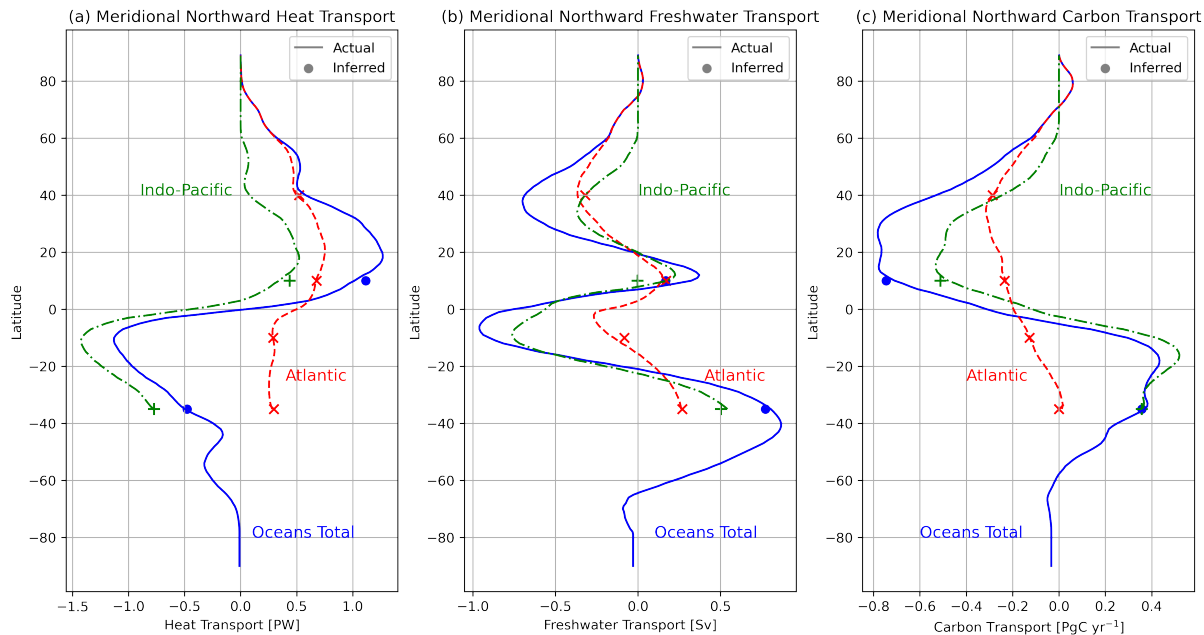 (a) Meridional Northward Heat Transport
Actual
Inferred
Indo-Pacific
Atlantic
Oceans Total
Latitude
80
60
40
20
0
−20
−40
−60
−80
−1.5 −1.0 −0.5 0.0 0.5 1.0
Heat Transport [PW]
(b) Meridional Northward Freshwater Transport
Actual
Inferred
Indo-Pacific
Atlantic
Oceans Total
Latitude
80
60
40
20
0
−20
−40
−60
−80
−1.0 −0.5 0.0 0.5
Freshwater Transport [Sv]
(c) Meridional Northward Carbon Transport
Actual
Inferred
Indo-Pacific
Atlantic
Oceans Total
Latitude
80
60
40
20
0
−20
−40
−60
−80
−0.8 −0.6 −0.4 −0.2 0.0 0.2 0.4
Carbon Transport [PgC yr⁻¹]